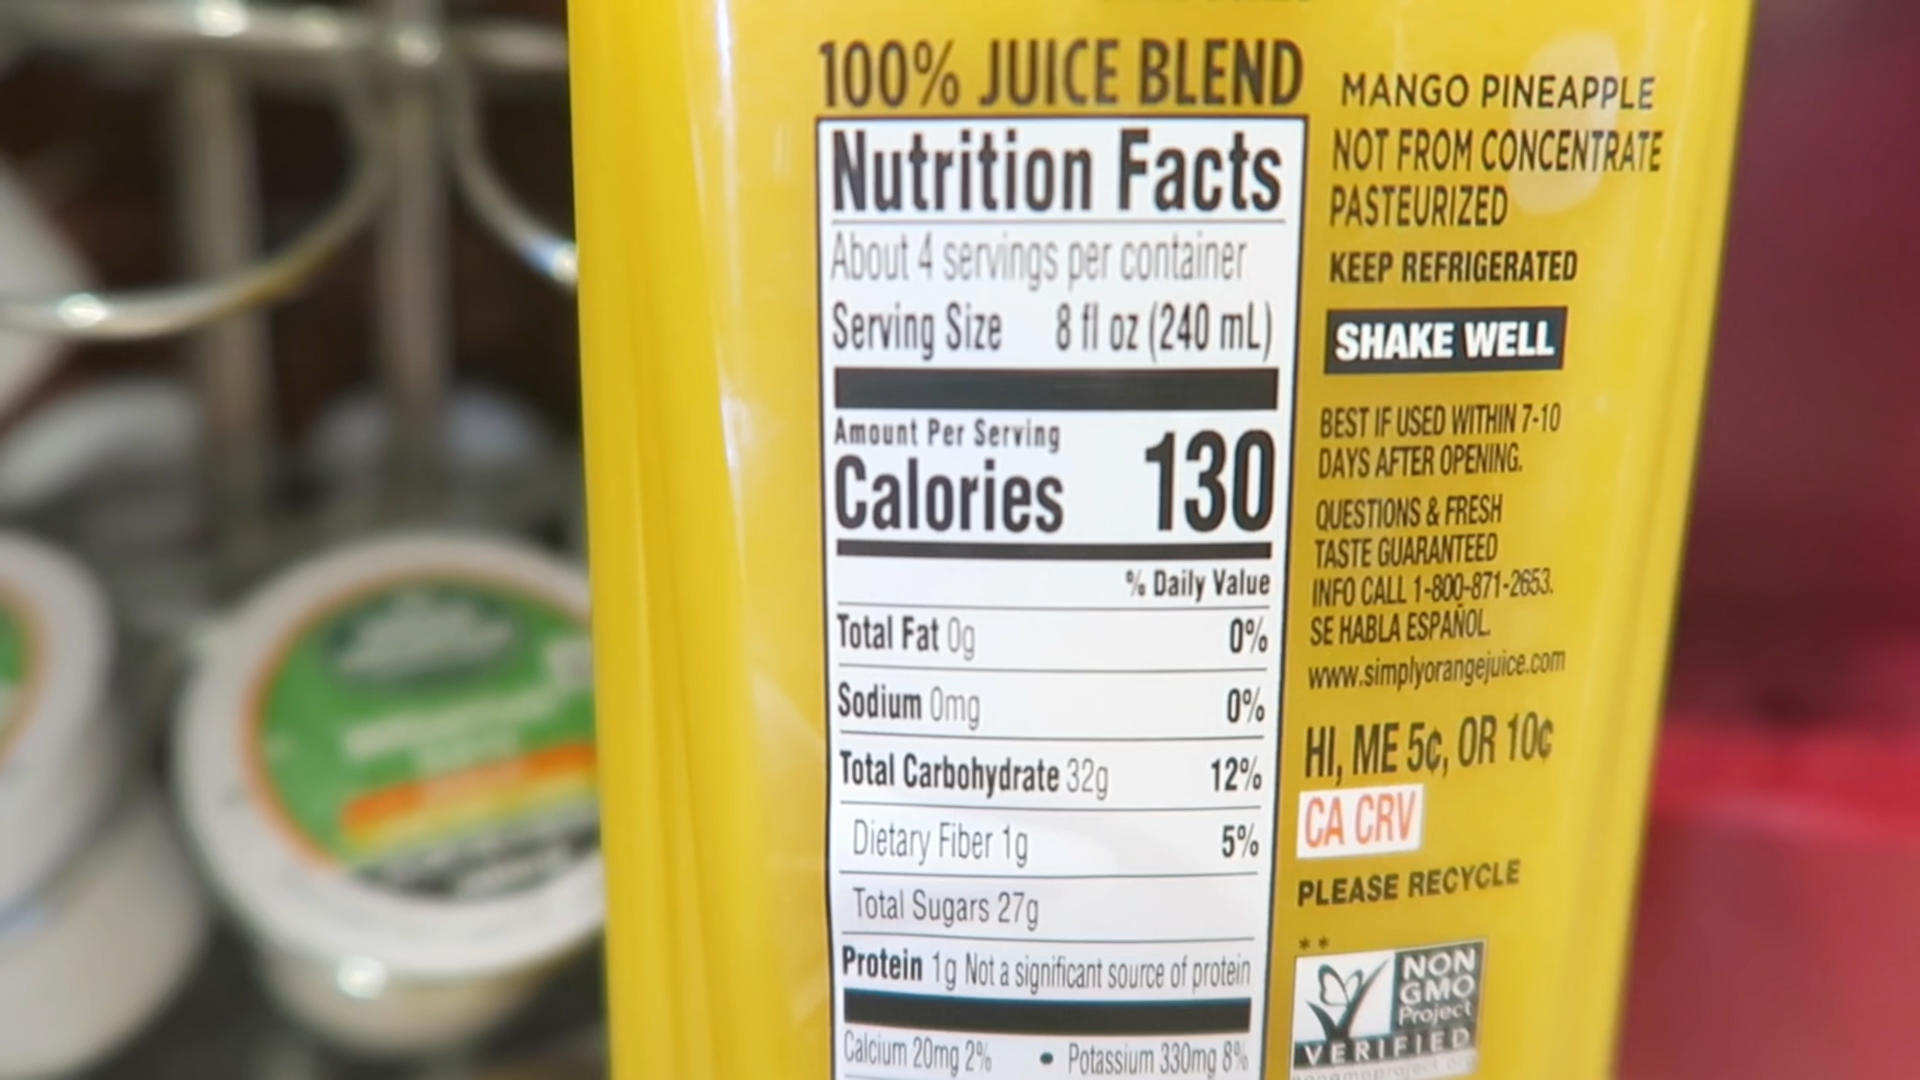 100% JUICE BLEND
Nutrition Facts
About 4 servings per container
Serving Size 8 fl oz (240 mL)
Amount Per Serving
Calories 130
% Daily Value
Total Fat 0g 0%
Sodium 0mg 0%
Total Carbohydrate 32g 12%
Dietary Fiber 1g 5%
Total Sugars 27g
Protein 1g Not a significant source of protein
Calcium 20mg 2% • Potassium 330mg 8%
MANGO PINEAPPLE
NOT FROM CONCENTRATE
PASTEURIZED
KEEP REFRIGERATED
SHAKE WELL
BEST IF USED WITHIN 7-10
DAYS AFTER OPENING.
QUESTIONS & FRESH
TASTE GUARANTEED
INFO CALL 1-800-871-2653.
SE HABLA ESPAÑOL.
www.simplyorangejuice.com
HI, ME 5¢, OR 10¢
CA CRV
PLEASE RECYCLE
**
NON
GMO
Project
VERIFIED